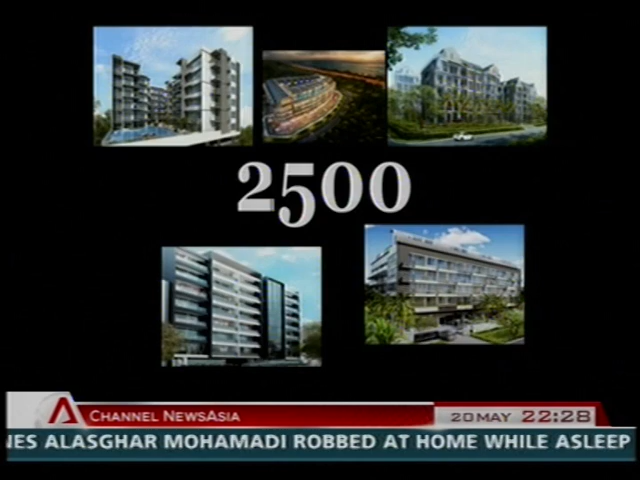 2500
CHANNEL NEWSASIA
20 MAY 22:28
NES ALASGHAR MOHAMADI ROBBED AT HOME WHILE ASLEEP